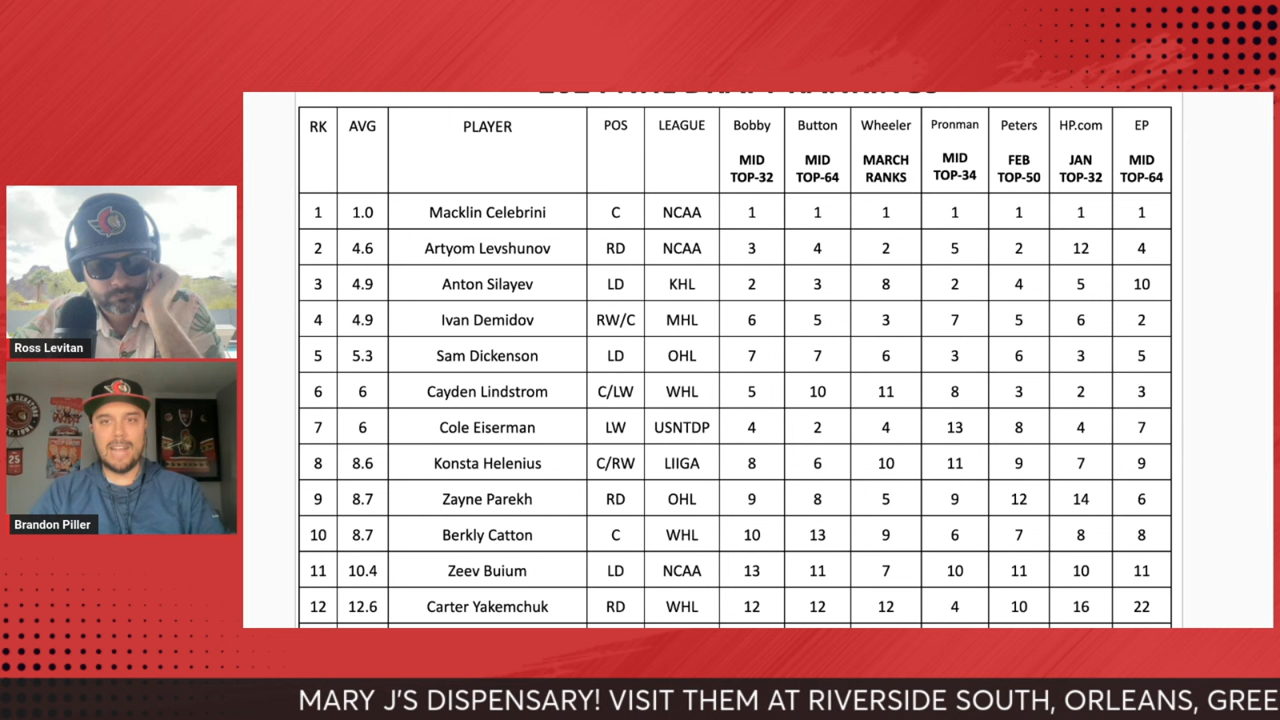 2024 NHL DRAFT RANKINGS
RK AVG PLAYER POS LEAGUE Bobby Button Wheeler Pronman Peters HP.com EP
MID MID MARCH MID FEB JAN MID
TOP-32 TOP-64 RANKS TOP-34 TOP-50 TOP-32 TOP-64
1 1.0 Macklin Celebrini C NCAA 1 1 1 1 1 1 1
2 4.6 Artyom Levshunov RD NCAA 3 4 2 5 2 12 4
3 4.9 Anton Silayev LD KHL 2 3 8 2 4 5 10
4 4.9 Ivan Demidov RW/C MHL 6 5 3 7 5 6 2
5 5.3 Sam Dickenson LD OHL 7 7 6 3 6 3 5
6 6 Cayden Lindstrom C/LW WHL 5 10 11 8 3 2 3
7 6 Cole Eiserman LW USNTDP 4 2 4 13 8 4 7
8 8.6 Konsta Helenius C/RW LIIGA 8 6 10 11 9 7 9
9 8.7 Zayne Parekh RD OHL 9 8 5 9 12 14 6
10 8.7 Berkly Catton C WHL 10 13 9 6 7 8 8
11 10.4 Zeev Buium LD NCAA 13 11 7 10 11 10 11
12 12.6 Carter Yakemchuk RD WHL 12 12 12 4 10 16 22
Ross Levitan
Brandon Piller
MARY J'S DISPENSARY! VISIT THEM AT RIVERSIDE SOUTH, ORLEANS, GREE